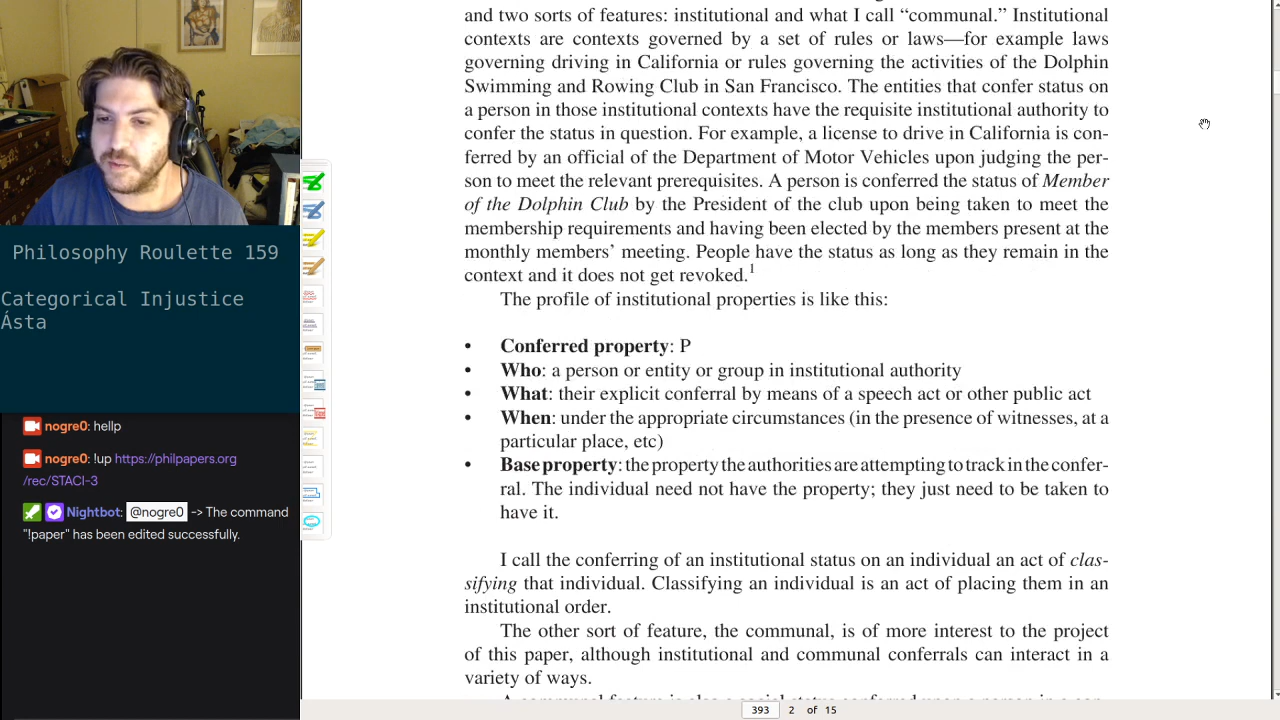 and two sorts of features: institutional and what I call “communal.” Institutional
contexts are contexts governed by a set of rules or laws—for example laws
governing driving in California or rules governing the activities of the Dolphin
Swimming and Rowing Club in San Francisco. The entities that confer status on
a person in these institutional contexts have the requisite institutional authority to
confer the status in question. For example, a license to drive in California is con-
ferred by an official of the Department of Motor Vehicles upon judging the per-
son to meet the relevant prerequisites. A person is conferred the status of Member
of the Dolphin Club by the President of the club upon being taken to meet the
membership requirements and having been elected by the members present at the
monthly members’ meeting. People have the status as long as they remain in the
context and it does not get revoked.
The institutional properties is this:
• Conferred property: P
• Who: a person or entity or group in institutional authority
What: their explicit conferral by means of a speech act or other public act
When: under the appropriate institutional in the presence of witnesses, at a
particular place, etc.
the authority is attempting to track in the confer-
ral. The individual need not have the property; they just need to be taken to
have it.
I call the conferring of an institutional status on an individual an act of clas-
sifying that individual. Classifying an individual is an act of placing them in an
institutional order.
The other sort of feature, the communal, is of more interest to the project
of this paper, although institutional and communal conferrals can interact in a
variety of ways.
Philosophy Roulette 159
Categorical Injustice
Ásta
nogre0: hellp
nogre0: !up https://philpapers.org
/rec/STACI-3
Nightbot: @nogre0 -> The command
"!paper" has been edited successfully.
393 2 of 15